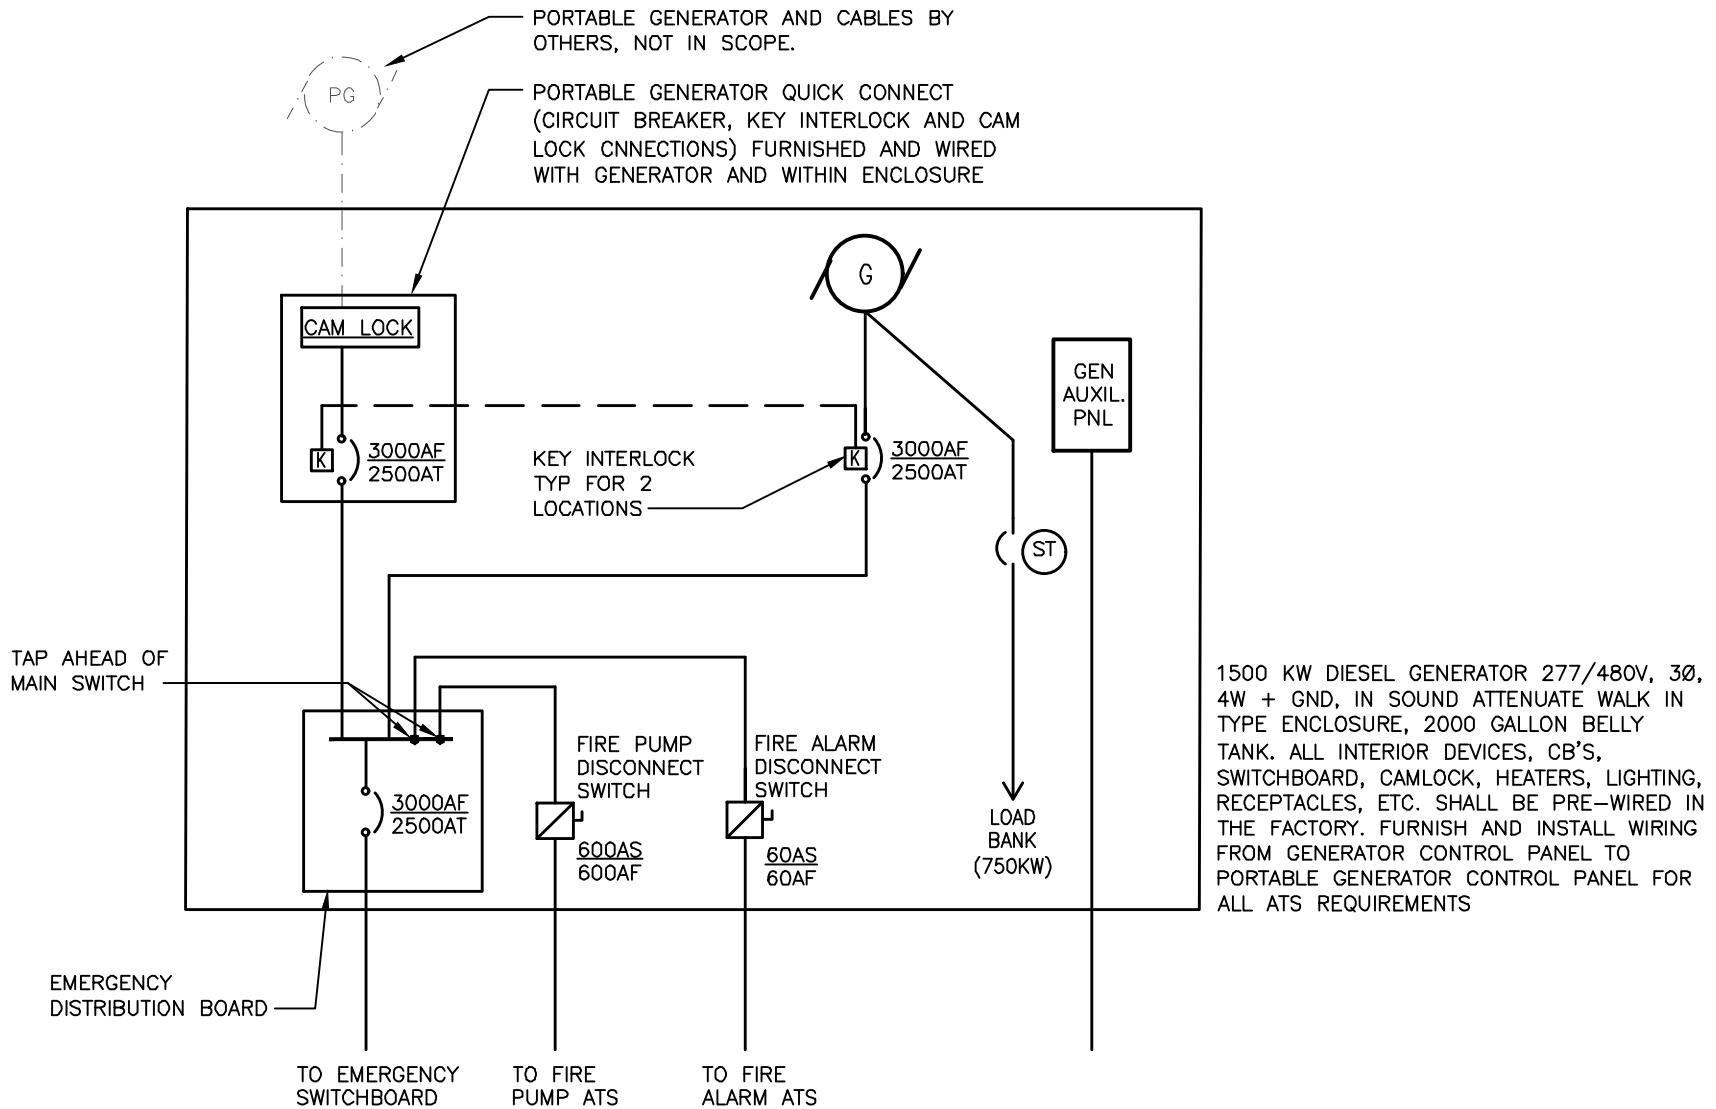 PORTABLE GENERATOR AND CABLES BY
OTHERS, NOT IN SCOPE.
PG
PORTABLE GENERATOR QUICK CONNECT
(CIRCUIT BREAKER, KEY INTERLOCK AND CAM
LOCK CNNECTIONS) FURNISHED AND WIRED
WITH GENERATOR AND WITHIN ENCLOSURE
G
CAM LOCK
GEN
AUXIL.
PNL
K
3000AF
2500AT
KEY INTERLOCK
TYP FOR 2
LOCATIONS
K
3000AF
2500AT
ST
TAP AHEAD OF
MAIN SWITCH
1500 KW DIESEL GENERATOR 277/480V, 3Ø,
4W + GND, IN SOUND ATTENUATE WALK IN
TYPE ENCLOSURE, 2000 GALLON BELLY
TANK. ALL INTERIOR DEVICES, CB'S,
SWITCHBOARD, CAMLOCK, HEATERS, LIGHTING,
RECEPTACLES, ETC. SHALL BE PRE-WIRED IN
THE FACTORY. FURNISH AND INSTALL WIRING
FROM GENERATOR CONTROL PANEL TO
PORTABLE GENERATOR CONTROL PANEL FOR
ALL ATS REQUIREMENTS
3000AF
2500AT
FIRE PUMP
DISCONNECT
SWITCH
600AS
600AF
FIRE ALARM
DISCONNECT
SWITCH
60AS
60AF
LOAD
BANK
(750KW)
EMERGENCY
DISTRIBUTION BOARD
TO EMERGENCY
SWITCHBOARD
TO FIRE
PUMP ATS
TO FIRE
ALARM ATS